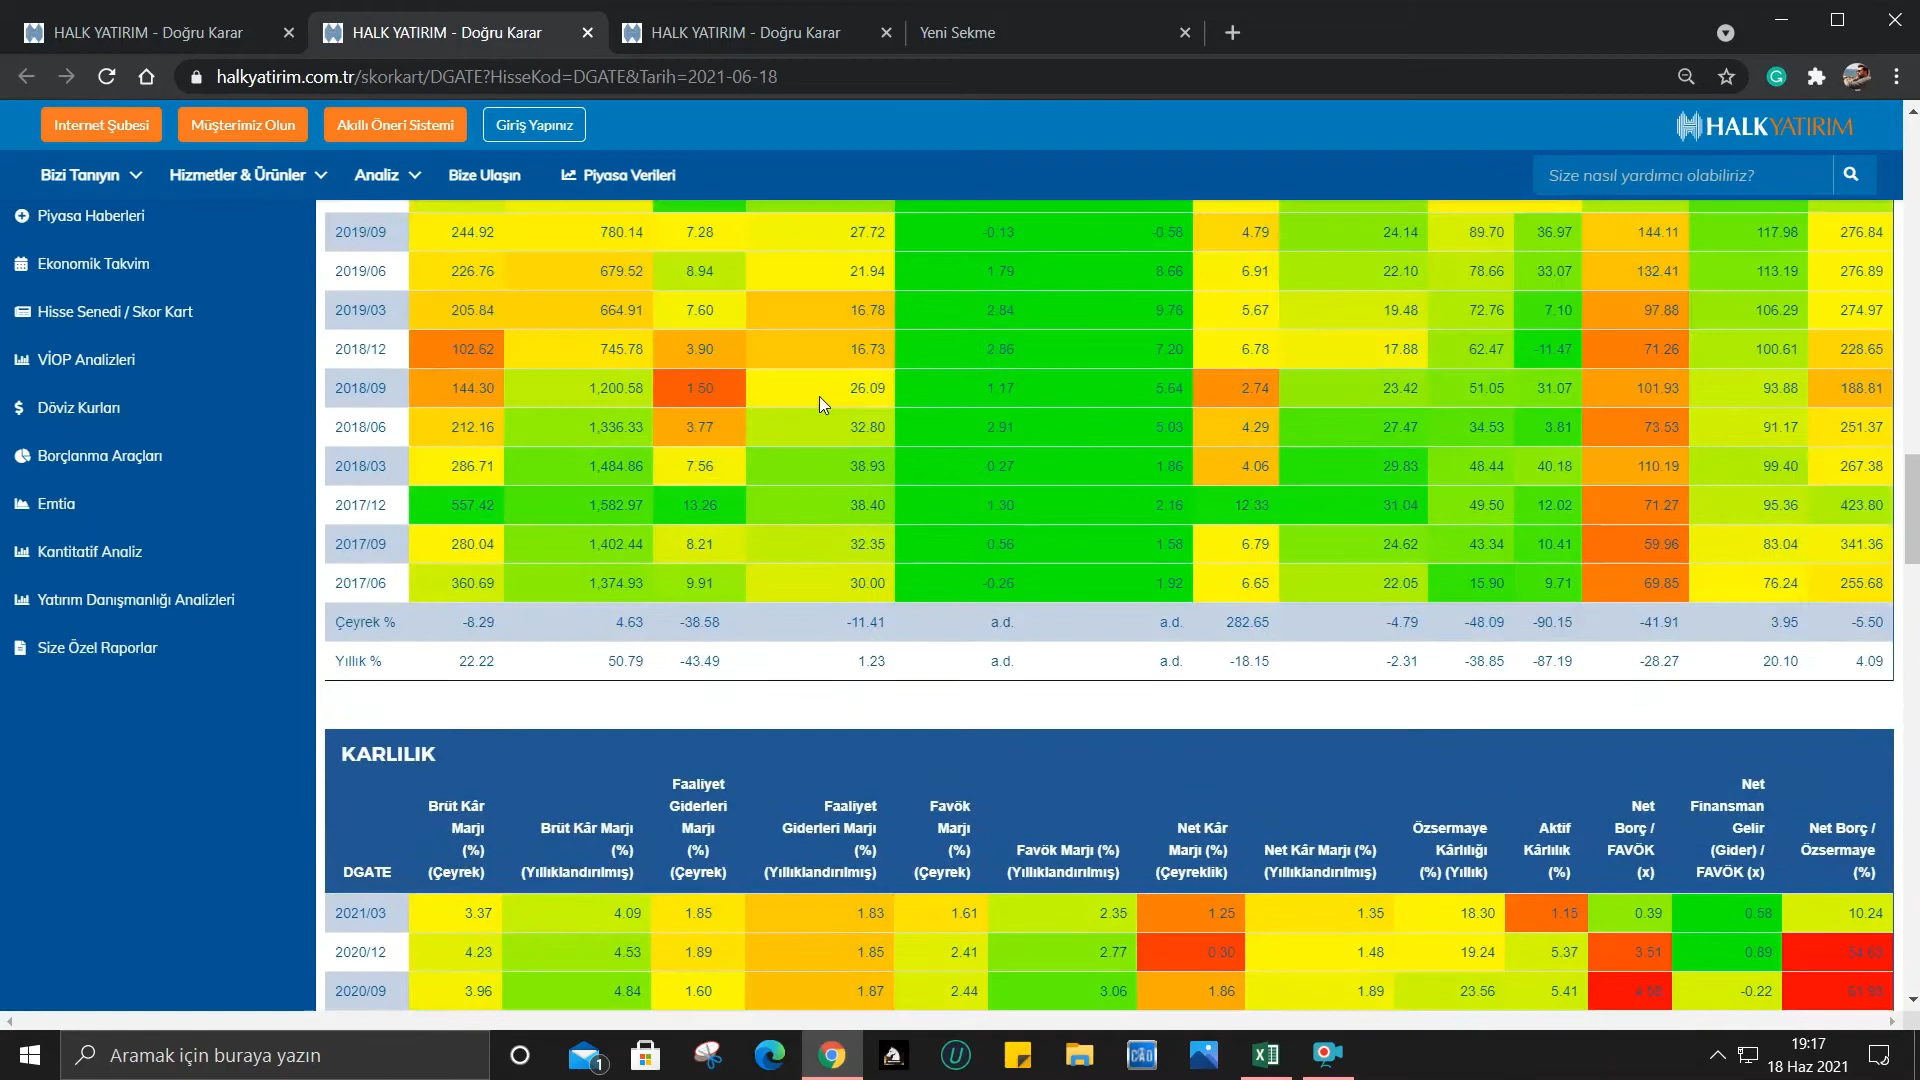 HALK YATIRIM - Doğru Karar
HALK YATIRIM - Doğru Karar
HALK YATIRIM - Doğru Karar
Yeni Sekme
halkyatirim.com.tr/skorkart/DGATE?HisseKod=DGATE&Tarih=2021-06-18
Internet Şubesi
Müşterimiz Olun
Akıllı Öneri Sistemi
Giriş Yapınız
HALKYATIRIM
Bizi Tanıyın
Hizmetler & Ürünler
Analiz
Bize Ulaşın
Piyasa Verileri
Size nasıl yardımcı olabiliriz?
Piyasa Haberleri
Ekonomik Takvim
Hisse Senedi / Skor Kart
VİOP Analizleri
Döviz Kurları
Borçlanma Araçları
Emtia
Kantitatif Analiz
Yatırım Danışmanlığı Analizleri
Size Özel Raporlar
2019/09 244.92 780.14 7.28 27.72 -0.13 -0.58 4.79 24.14 89.70 36.97 144.11 117.98 276.84
2019/06 226.76 679.52 8.94 21.94 1.79 8.66 6.91 22.10 78.66 33.07 132.41 113.19 276.89
2019/03 205.84 664.91 7.60 16.78 2.84 9.78 5.67 19.48 72.76 7.10 97.88 106.29 274.97
2018/12 102.62 745.78 3.90 16.73 2.86 7.20 6.78 17.88 62.47 -11.47 71.26 100.61 228.65
2018/09 144.30 1,200.58 1.50 26.09 1.17 5.64 2.74 23.42 51.05 31.07 101.93 93.88 188.81
2018/06 212.16 1,336.33 3.77 32.80 2.91 5.03 4.29 27.47 34.53 3.81 73.53 91.17 251.37
2018/03 286.71 1,484.86 7.56 38.93 0.27 1.86 4.06 29.83 48.44 40.18 110.19 99.40 267.38
2017/12 557.42 1,582.97 13.26 38.40 1.30 2.16 12.33 31.04 49.50 12.02 71.27 95.36 423.80
2017/09 280.04 1,402.44 8.21 32.35 0.56 1.58 6.79 24.62 43.34 10.41 59.96 83.04 341.36
2017/06 360.69 1,374.93 9.91 30.00 -0.26 1.92 6.65 22.05 15.90 9.71 69.85 76.24 255.68
Çeyrek % -8.29 4.63 -38.58 -11.41 a.d. a.d. 282.65 -4.79 -48.09 -90.15 -41.91 3.95 -5.50
Yıllık % 22.22 50.79 -43.49 1.23 a.d. a.d. -18.15 -2.31 -38.85 -87.19 -28.27 20.10 4.09
KARLILIK
DGATE
Brüt Kâr
Marjı
(%)
(Çeyrek)
Brüt Kâr Marjı
(%)
(Yıllıklandırılmış)
Faaliyet
Giderleri
Marjı
(%)
(Çeyrek)
Faaliyet
Giderleri Marjı
(%)
(Yıllıklandırılmış)
Favök
Marjı
(%)
(Çeyrek)
Favök Marjı (%)
(Yıllıklandırılmış)
Net Kâr
Marjı (%)
(Çeyreklik)
Net Kâr Marjı (%)
(Yıllıklandırılmış)
Özsermaye
Kârlılığı
(%) (Yıllık)
Aktif
Kârlılık
(%)
Net
Borç /
FAVÖK
(x)
Net
Finansman
Gelir
(Gider) /
FAVÖK (x)
Net Borç /
Özsermaye
(%)
2021/03 3.37 4.09 1.85 1.83 1.61 2.35 1.25 1.35 18.30 1.15 0.39 0.58 10.24
2020/12 4.23 4.53 1.89 1.85 2.41 2.77 0.30 1.48 19.24 5.37 3.51 0.89
2020/09 3.96 4.84 1.60 1.87 2.44 3.06 1.86 1.89 23.56 5.41 -0.22
Aramak için buraya yazın
1
19:17
18 Haz 2021